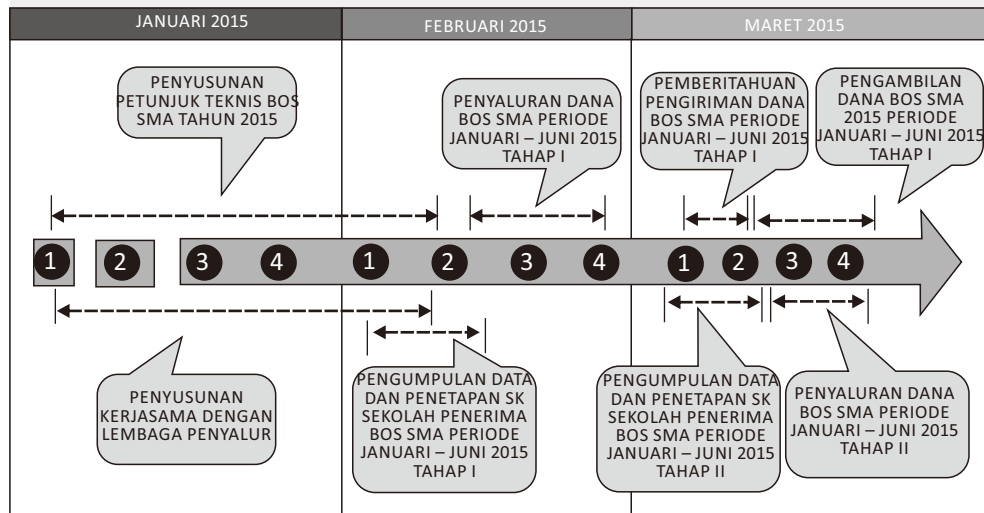 JANUARI 2015
FEBRUARI 2015
MARET 2015
PENYUSUNAN
PETUNJUK TEKNIS BOS
SMA TAHUN 2015
PENYALURAN DANA
BOS SMA PERIODE
JANUARI – JUNI 2015
TAHAP I
PEMBERITAHUAN
PENGIRIMAN DANA
BOS SMA PERIODE
JANUARI – JUNI 2015
TAHAP I
PENGAMBILAN
DANA BOS SMA
2015 PERIODE
JANUARI – JUNI 2015
TAHAP I
1 2 3 4 1 2 3 4 1 2 3 4
PENYUSUNAN
KERJASAMA DENGAN
LEMBAGA PENYALUR
PENGUMPULAN DATA
DAN PENETAPAN SK
SEKOLAH PENERIMA
BOS SMA PERIODE
JANUARI – JUNI 2015
TAHAP I
PENGUMPULAN DATA
DAN PENETAPAN SK
SEKOLAH PENERIMA
BOS SMA PERIODE
JANUARI – JUNI 2015
TAHAP II
PENYALURAN DANA
BOS SMA PERIODE
JANUARI – JUNI 2015
TAHAP II